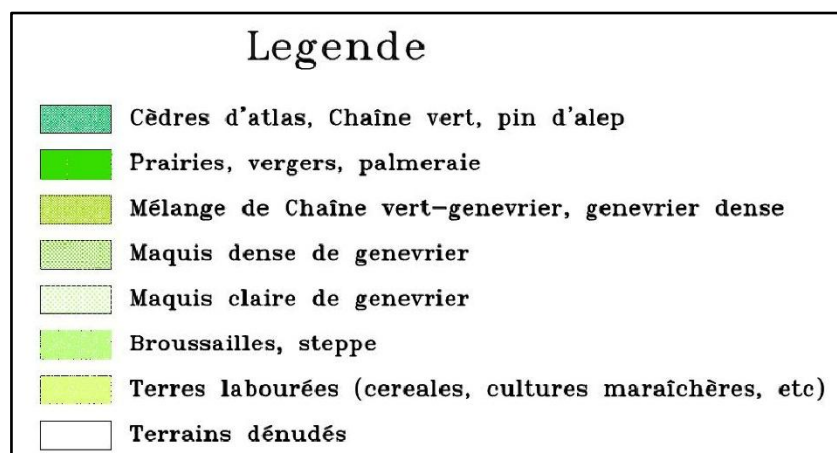 Legende
Cèdres d'atlas, Chaîne vert, pin d'alep
Prairies, vergers, palmeraie
Mélange de Chaîne vert-genevrier, genevrier dense
Maquis dense de genevrier
Maquis claire de genevrier
Broussailles, steppe
Terres labourées (cereales, cultures maraîchères, etc)
Terrains dénudés